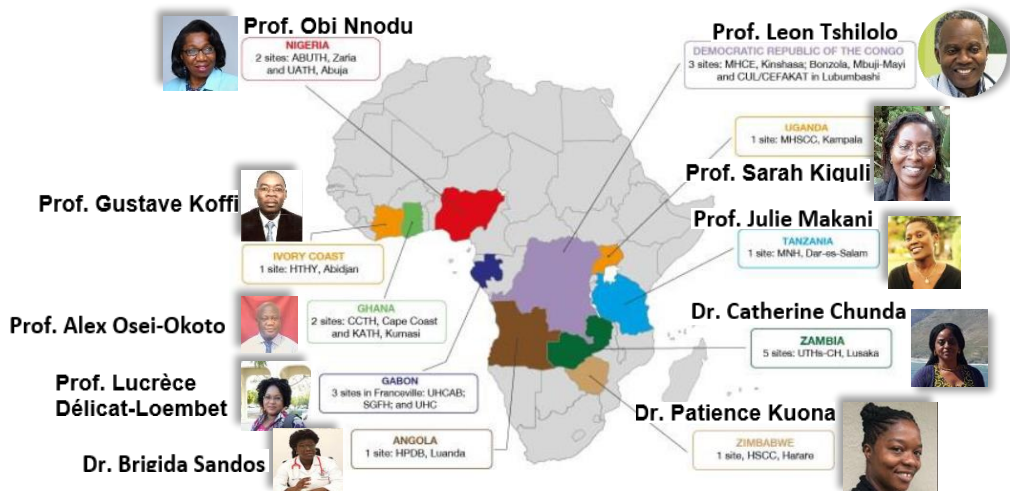 Prof. Obi Nnodu
NIGERIA
2 sites: ABUTH, Zaria
and UATH, Abuja
Prof. Leon Tshilolo
DEMOCRATIC REPUBLIC OF THE CONGO
3 sites: MHCE, Kinshasa; Bonzola, Mbuji-Mayi
and CUL/CEFAKAT in Lubumbashi
UGANDA
1 site: MHSCC, Kampala
Prof. Sarah Kiguli
Prof. Gustave Koffi
IVORY COAST
1 site: HTHY, Abidjan
Prof. Julie Makani
TANZANIA
1 site: MNH, Dar-es-Salam
GHANA
2 sites: CCTH, Cape Coast
and KATH, Kumasi
Prof. Alex Osei-Okoto
Dr. Catherine Chunda
ZAMBIA
5 sites: UTHs-CH, Lusaka
Prof. Lucrèce
Délicat-Loembet
GABON
3 sites in Franceville: UHCAB;
SGFH; and UHC
Dr. Patience Kuona
ZIMBABWE
1 site, HSCC, Harare
Dr. Brigida Sandos
ANGOLA
1 site: HPDB, Luanda